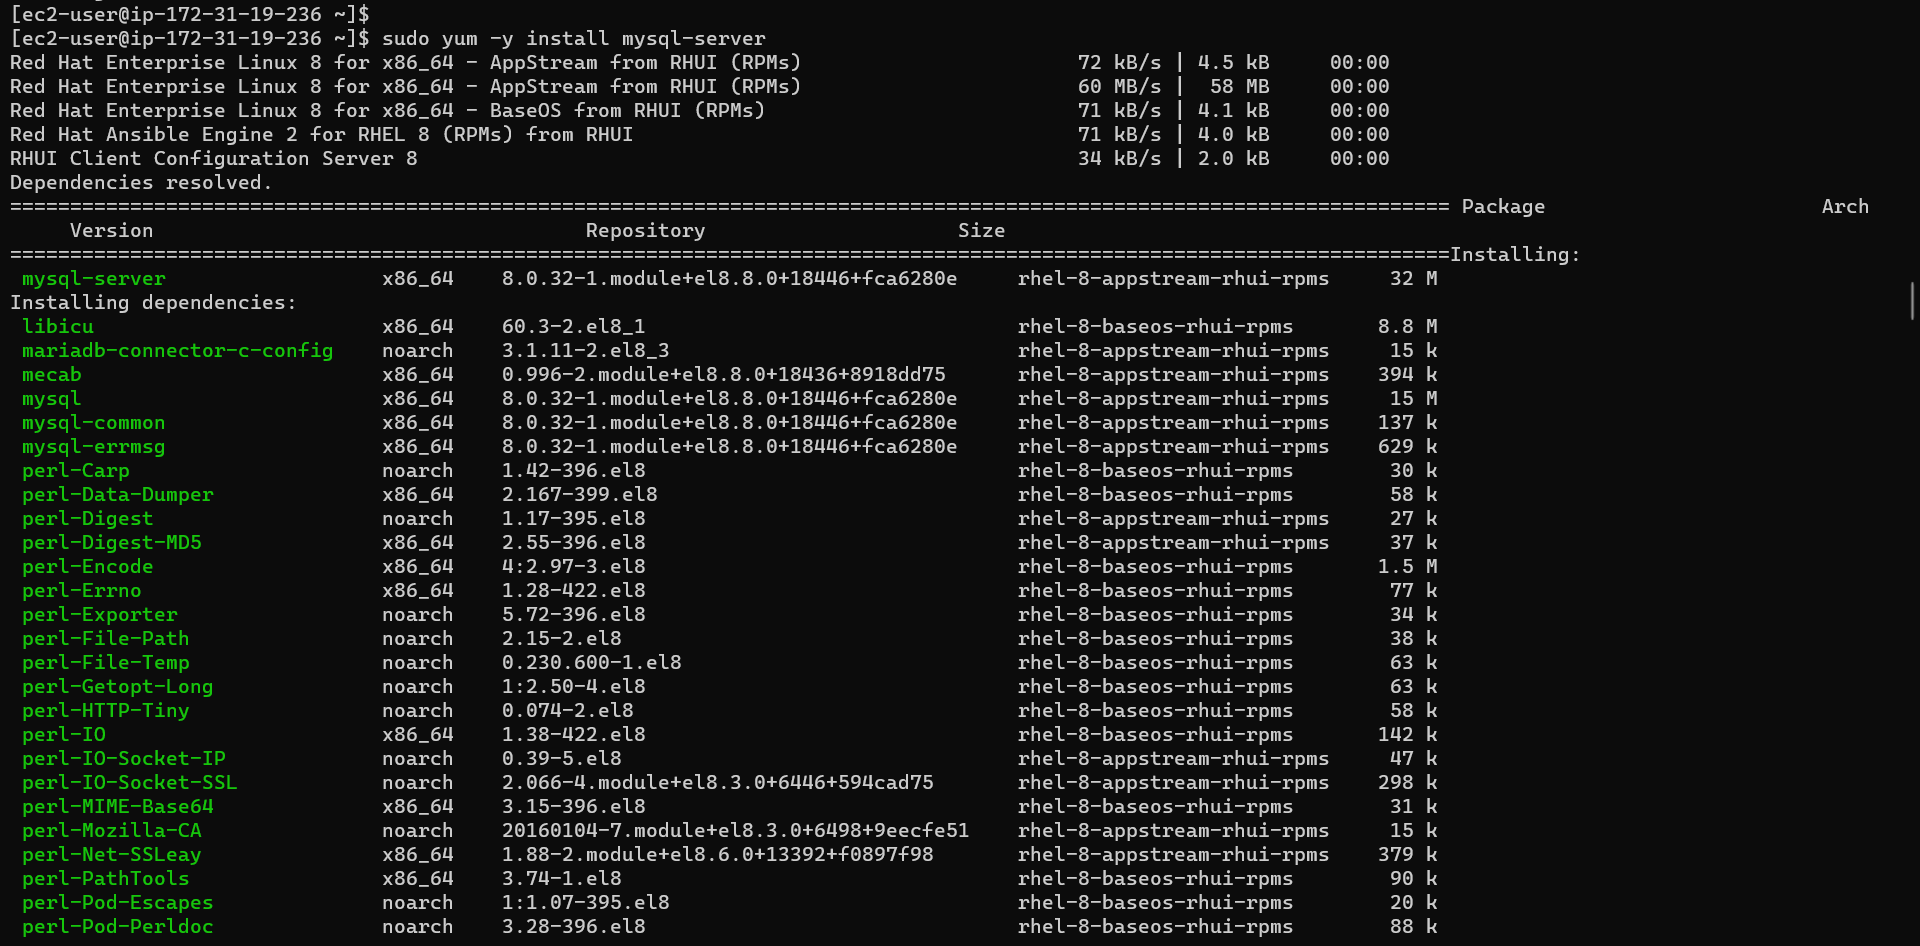 [ec2-user@ip-172-31-19-236 ~]$
[ec2-user@ip-172-31-19-236 ~]$ sudo yum -y install mysql-server
Red Hat Enterprise Linux 8 for x86_64 - AppStream from RHUI (RPMs) 72 kB/s | 4.5 kB 00:00
Red Hat Enterprise Linux 8 for x86_64 - AppStream from RHUI (RPMs) 60 MB/s | 58 MB 00:00
Red Hat Enterprise Linux 8 for x86_64 - BaseOS from RHUI (RPMs) 71 kB/s | 4.1 kB 00:00
Red Hat Ansible Engine 2 for RHEL 8 (RPMs) from RHUI 71 kB/s | 4.0 kB 00:00
RHUI Client Configuration Server 8 34 kB/s | 2.0 kB 00:00
Dependencies resolved.
======================================================================================================================== Package Arch
Version Repository Size
========================================================================================================================Installing:
mysql-server x86_64 8.0.32-1.module+el8.8.0+18446+fca6280e rhel-8-appstream-rhui-rpms 32 M
Installing dependencies:
libicu x86_64 60.3-2.el8_1 rhel-8-baseos-rhui-rpms 8.8 M
mariadb-connector-c-config noarch 3.1.11-2.el8_3 rhel-8-appstream-rhui-rpms 15 k
mecab x86_64 0.996-2.module+el8.8.0+18436+8918dd75 rhel-8-appstream-rhui-rpms 394 k
mysql x86_64 8.0.32-1.module+el8.8.0+18446+fca6280e rhel-8-appstream-rhui-rpms 15 M
mysql-common x86_64 8.0.32-1.module+el8.8.0+18446+fca6280e rhel-8-appstream-rhui-rpms 137 k
mysql-errmsg x86_64 8.0.32-1.module+el8.8.0+18446+fca6280e rhel-8-appstream-rhui-rpms 629 k
perl-Carp noarch 1.42-396.el8 rhel-8-baseos-rhui-rpms 30 k
perl-Data-Dumper x86_64 2.167-399.el8 rhel-8-baseos-rhui-rpms 58 k
perl-Digest noarch 1.17-395.el8 rhel-8-appstream-rhui-rpms 27 k
perl-Digest-MD5 x86_64 2.55-396.el8 rhel-8-appstream-rhui-rpms 37 k
perl-Encode x86_64 4:2.97-3.el8 rhel-8-baseos-rhui-rpms 1.5 M
perl-Errno x86_64 1.28-422.el8 rhel-8-baseos-rhui-rpms 77 k
perl-Exporter noarch 5.72-396.el8 rhel-8-baseos-rhui-rpms 34 k
perl-File-Path noarch 2.15-2.el8 rhel-8-baseos-rhui-rpms 38 k
perl-File-Temp noarch 0.230.600-1.el8 rhel-8-baseos-rhui-rpms 63 k
perl-Getopt-Long noarch 1:2.50-4.el8 rhel-8-baseos-rhui-rpms 63 k
perl-HTTP-Tiny noarch 0.074-2.el8 rhel-8-baseos-rhui-rpms 58 k
perl-IO x86_64 1.38-422.el8 rhel-8-baseos-rhui-rpms 142 k
perl-IO-Socket-IP noarch 0.39-5.el8 rhel-8-appstream-rhui-rpms 47 k
perl-IO-Socket-SSL noarch 2.066-4.module+el8.3.0+6446+594cad75 rhel-8-appstream-rhui-rpms 298 k
perl-MIME-Base64 x86_64 3.15-396.el8 rhel-8-baseos-rhui-rpms 31 k
perl-Mozilla-CA noarch 20160104-7.module+el8.3.0+6498+9eecfe51 rhel-8-appstream-rhui-rpms 15 k
perl-Net-SSLeay x86_64 1.88-2.module+el8.6.0+13392+f0897f98 rhel-8-appstream-rhui-rpms 379 k
perl-PathTools x86_64 3.74-1.el8 rhel-8-baseos-rhui-rpms 90 k
perl-Pod-Escapes noarch 1:1.07-395.el8 rhel-8-baseos-rhui-rpms 20 k
perl-Pod-Perldoc noarch 3.28-396.el8 rhel-8-baseos-rhui-rpms 88 k